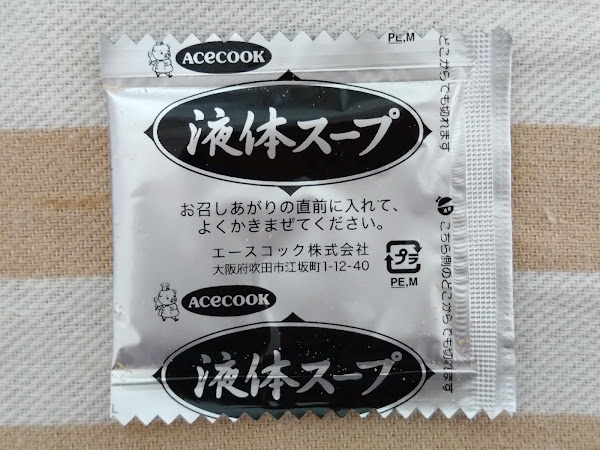 ACECOOK
PE,M
液体スープ
お召しあがりの直前に入れて、
よくかきまぜてください。
エースコック株式会社
大阪府吹田市江坂町1-12-40
プラ
PE,M
ACECOOK
液体スープ
どこからでも切れます
こちら側のどこからでも切れます
L